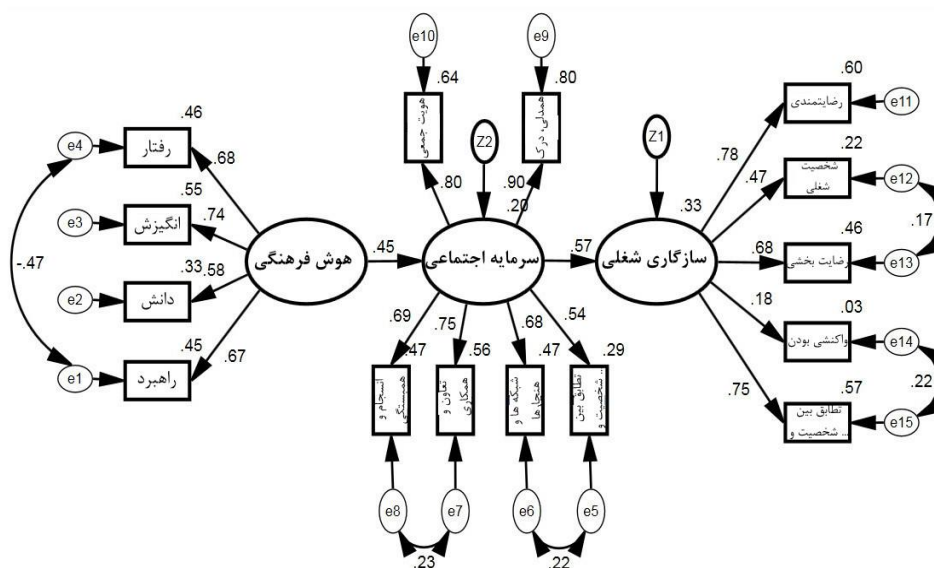 e10
e9
.64
.80
هویت جمعی
همدلی، درک
Z2
Z1
.80
.90
.20
.46
e4
رفتار
.68
.55
e3
انگیزش
.74
-.47
.33
.58
e2
دانش
.45
e1
راهبرد
.67
هوش فرهنگی
.45
سرمایه اجتماعی
.57
سازگاری شغلی
.33
.60
رضایتمندی
e11
.78
.22
شخصیت
شغلی
e12
.47
.17
.46
رضایت بخشی
e13
.68
.03
واکنشی بودن
e14
.18
.22
.57
تطابق بین
شخصیت و ..
e15
.75
.69
.75
.68
.54
.47
.56
.47
.29
انسجام و
همبستگی
تعاون و
همکاری
شبکه ها و
هنجارها
تطابق بین
شخصیت و ..
e8
e7
e6
e5
.23
.22